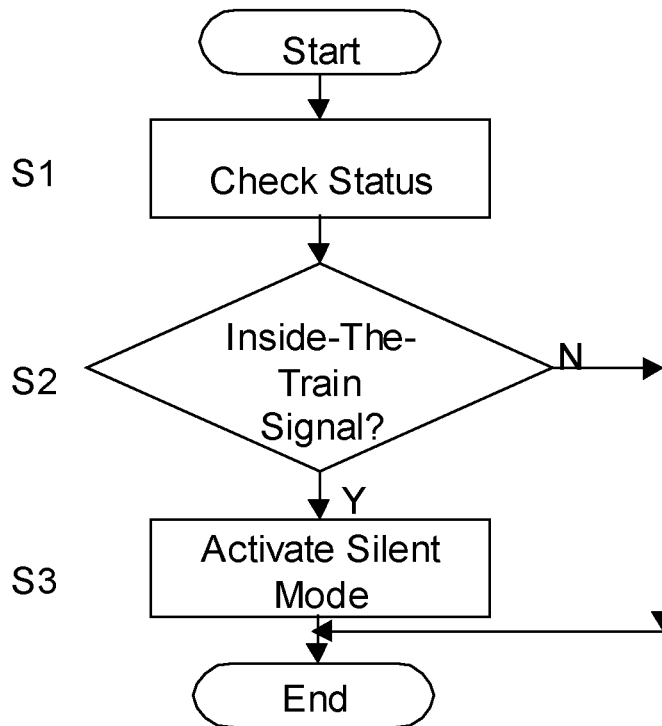 Start
S1
Check Status
Inside-The-
Train
Signal?
S2
N
Y
Activate Silent
Mode
S3
End